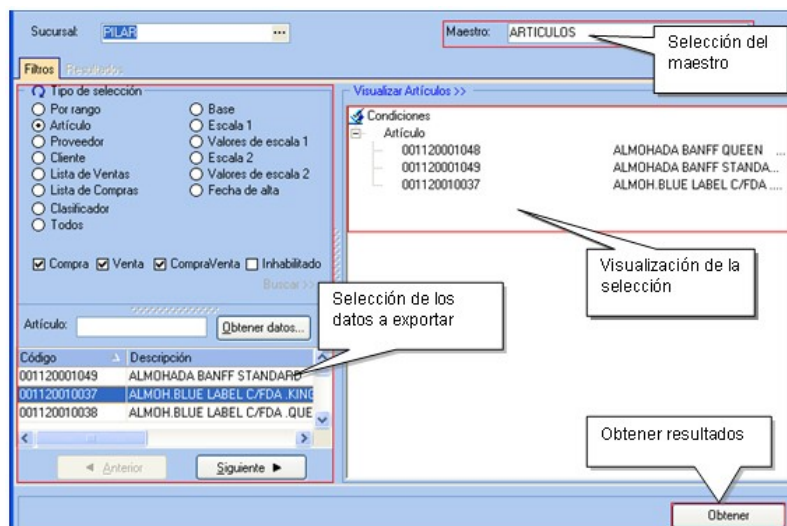 Sucursal: PILAR ... Maestro: ARTICULOS
Selección del
maestro
Filtros Resultados
Tipo de selección
Por rango
Artículo
Proveedor
Cliente
Lista de Ventas
Lista de Compras
Clasificador
Todos
Base
Escala 1
Valores de escala 1
Escala 2
Valores de escala 2
Fecha de alta
Compra Venta CompraVenta Inhabilitado
Buscar >>
Visualizar Artículos >>
Condiciones
Artículo
001120001048 ALMOHADA BANFF QUEEN ...
001120001049 ALMOHADA BANFF STANDA...
001120010037 ALMOH.BLUE LABEL C/FDA ....
Visualización de la
selección
Selección de los
datos a exportar
Artículo: Obtener datos...
Código Descripción
001120001049 ALMOHADA BANFF STANDARD
001120010037 ALMOH.BLUE LABEL C/FDA .KING
001120010038 ALMOH.BLUE LABEL C/FDA .QUE
Anterior Siguiente
Obtener resultados
Obtener